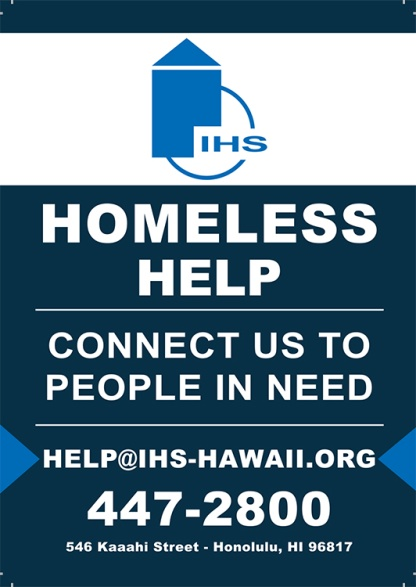 IHS
HOMELESS
HELP
CONNECT US TO
PEOPLE IN NEED
HELP@IHS-HAWAII.ORG
447-2800
546 Kaaahi Street - Honolulu, HI 96817